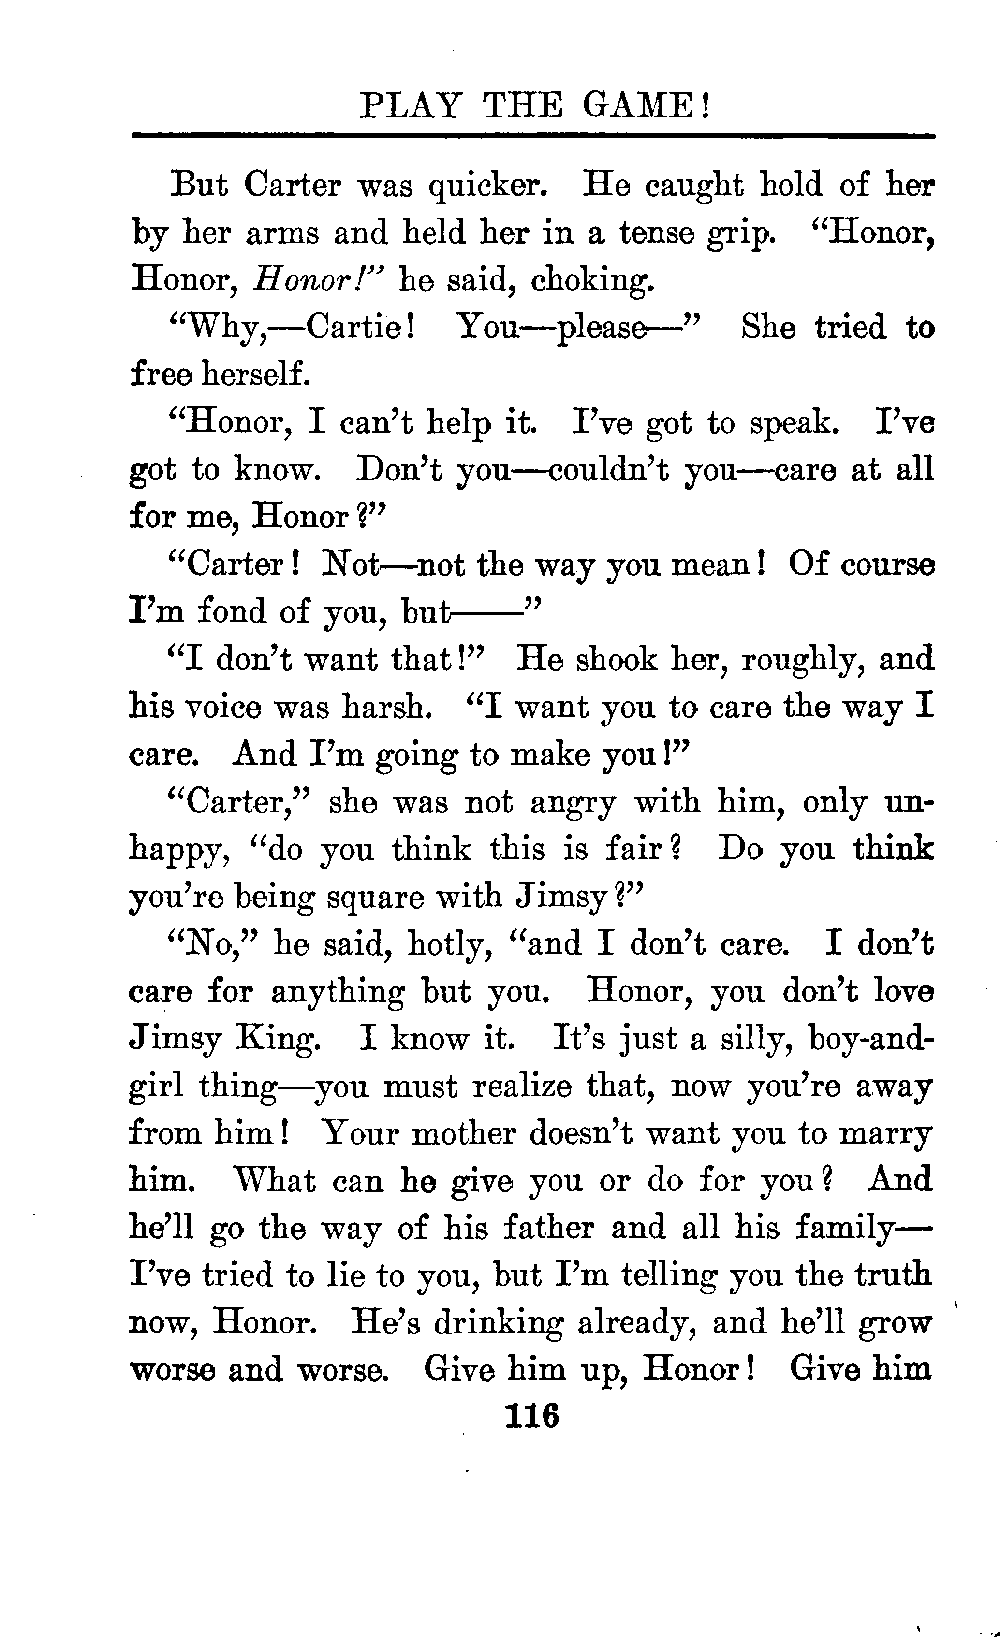 PLAY THE GAME!
But Carter was quicker. He caught hold of her
by her arms and held her in a tense grip. “Honor,
Honor, Honor!” he said, choking.
“Why,—Cartie! You—please—” She tried to
free herself.
“Honor, I can’t help it. I’ve got to speak. I’ve
got to know. Don’t you—couldn’t you—care at all
for me, Honor?”
“Carter! Not—not the way you mean! Of course
I’m fond of you, but——”
“I don’t want that!” He shook her, roughly, and
his voice was harsh. “I want you to care the way I
care. And I’m going to make you!”
“Carter,” she was not angry with him, only un-
happy, “do you think this is fair? Do you think
you’re being square with Jimsy?”
“No,” he said, hotly, “and I don’t care. I don’t
care for anything but you. Honor, you don’t love
Jimsy King. I know it. It’s just a silly, boy-and-
girl thing—you must realize that, now you’re away
from him! Your mother doesn’t want you to marry
him. What can he give you or do for you? And
he’ll go the way of his father and all his family—
I’ve tried to lie to you, but I’m telling you the truth
now, Honor. He’s drinking already, and he’ll grow
worse and worse. Give him up, Honor! Give him
116